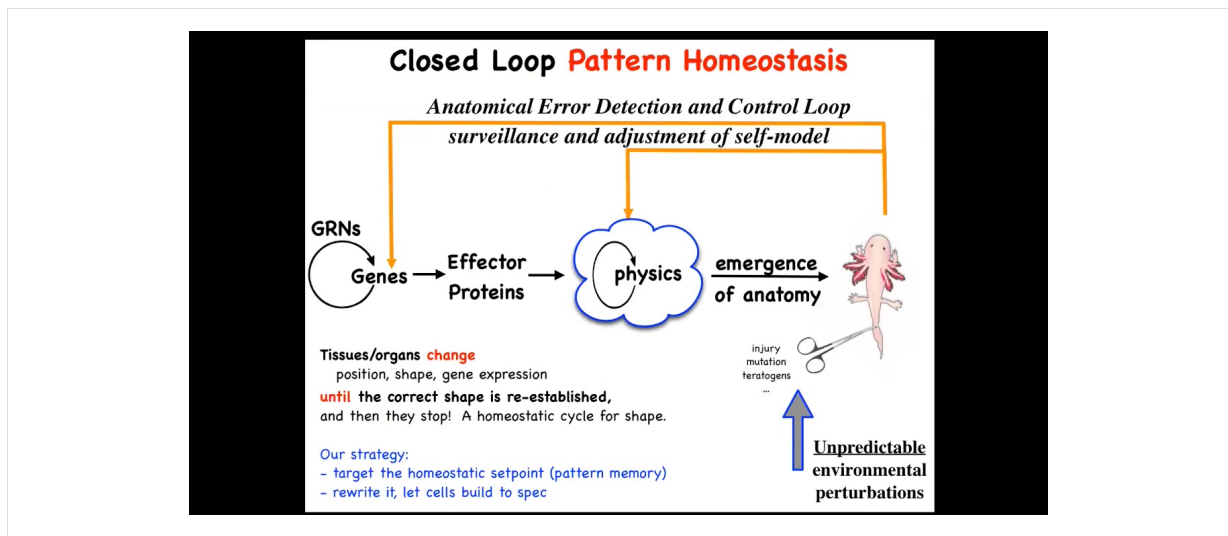 Closed Loop Pattern Homeostasis
Anatomical Error Detection and Control Loop
surveillance and adjustment of self-model
GRNs
Genes
Effector
Proteins
physics
emergence
of anatomy
Tissues/organs change
position, shape, gene expression
until the correct shape is re-established,
and then they stop! A homeostatic cycle for shape.
Our strategy:
- target the homeostatic setpoint (pattern memory)
- rewrite it, let cells build to spec
injury
mutation
teratogens
...
Unpredictable
environmental
perturbations